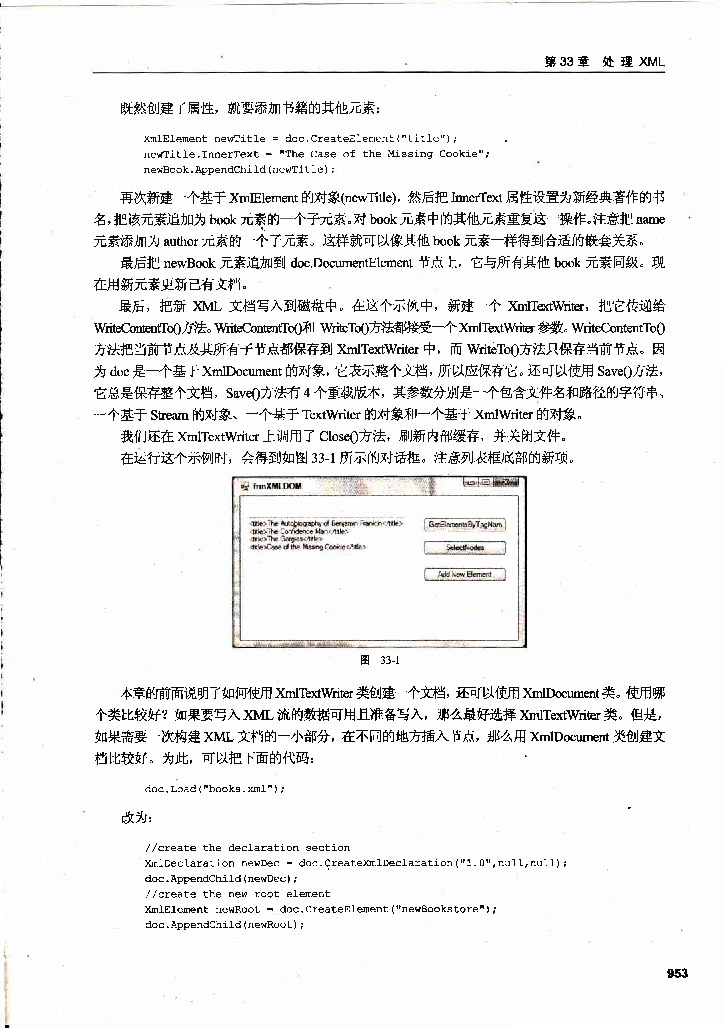 第33章 处 理 XML
既然创建了属性，就要添加书籍的其他元素：
XmlElement newTitle = doc.CreateElement("title");
newTitle.InnerText = "The Case of the Missing Cookie";
newBook.AppendChild(newTitle);
再次新建一个基于 XmlElement 的对象(newTitle)，然后把 InnerText 属性设置为新经典著作的书
名，把该元素追加为 book 元素的一个子元素。对 book 元素中的其他元素重复这一操作。注意把 name
元素添加为 author 元素的一个子元素。这样就可以像其他 book 元素一样得到合适的嵌套关系。
最后把 newBook 元素追加到 doc.DocumentElement 节点上，它与所有其他 book 元素同级。现
在用新元素更新已有文档。
最后，把新 XML 文档写入到磁盘中。在这个示例中，新建一个 XmlTextWriter，把它传递给
WriteContentTo()方法。WriteContentTo()和 WriteTo()方法都接受一个 XmlTextWriter 参数。WriteContentTo()
方法把当前节点及其所有子节点都保存到 XmlTextWriter 中，而 WriteTo()方法只保存当前节点。因
为 doc 是一个基于 XmlDocument 的对象，它表示整个文档，所以应保存它。还可以使用 Save()方法，
它总是保存整个文档，Save()方法有 4 个重载版本，其参数分别是一个包含文件名和路径的字符串、
一个基于 Stream 的对象、一个基于 TextWriter 的对象和一个基于 XmlWriter 的对象。
我们还在 XmlTextWriter 上调用了 Close()方法，刷新内部缓存，并关闭文件。
在运行这个示例时，会得到如图 33-1 所示的对话框。注意列表框底部的新项。
frmXMLDOM
<title>The Autobiography of Benjamin Franklin</title>
<title>The Confidence Man</title>
<title>The Gorgias</title>
<title>Case of the Missing Cookie</title>
GetElementsByTagNam
SelectNodes
Add New Element
图 33-1
本章的前面说明了如何使用 XmlTextWriter 类创建一个文档，还可以使用 XmlDocument 类。使用哪
个类比较好？如果要写入 XML 流的数据可用且准备写入，那么最好选择 XmlTextWriter 类。但是，
如果需要一次构建 XML 文档的一小部分，在不同的地方插入节点，那么用 XmlDocument 类创建文
档比较好。为此，可以把下面的代码：
doc.Load("books.xml");
改为：
//create the declaration section
XmlDeclaration newDec = doc.CreateXmlDeclaration("1.0",null,null);
doc.AppendChild(newDec);
//create the new root element
XmlElement newRoot = doc.CreateElement("newBookstore");
doc.AppendChild(newRoot);
953